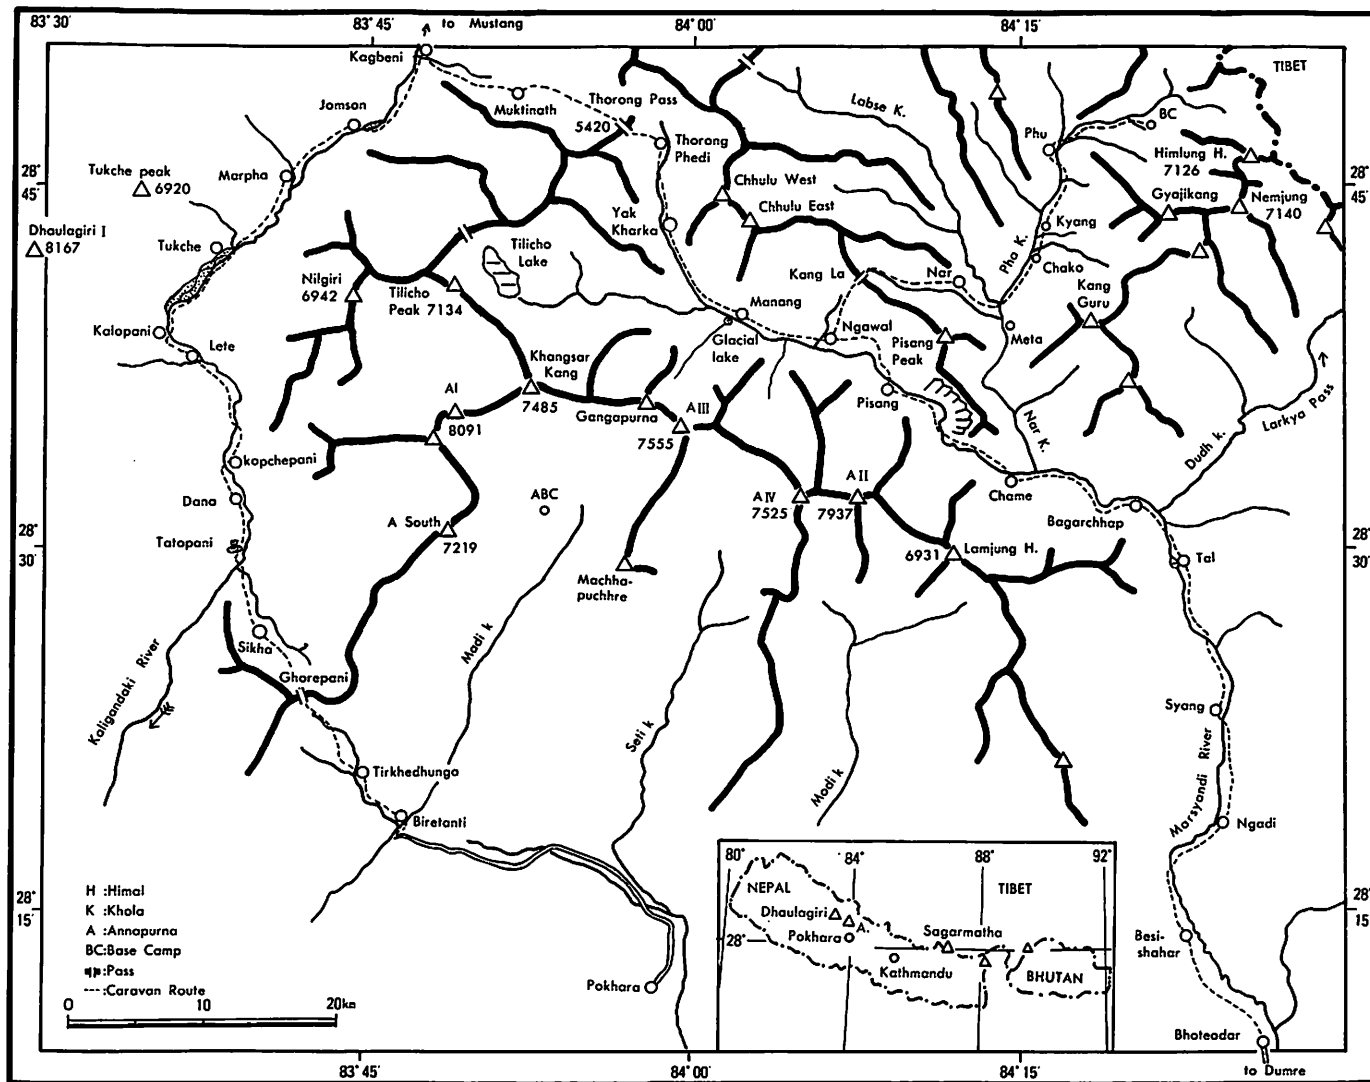 83° 30'
83° 45'
to Mustang
84° 00'
84° 15'
Kagbeni
TIBET
Muktinath
Thorong Pass
5420
Labse K.
BC
Jomson
Thorong
Phedi
Phu
Himlung H.
7126
28°
45'
Tukche peak
6920
Marpha
Chhulu West
Gyajikang
Nemjung
7140
28°
45'
Chhulu East
Yak
Kharka
Kyang
Dhaulagiri I
8167
Tukche
Tilicho
Lake
Pho K.
Chako
Kang La
Nar
Kang
Guru
Nilgiri
6942
Tilicho
Peak 7134
Manang
Kalopani
Glacial
lake
Ngawal
Pisang
Peak
Meta
Lete
Khangsar
Kang
7485
Larkya Pass
AI
8091
Gangapurna
A III
7555
Pisang
Nar K.
Dudh k.
kopchepani
Dana
ABC
A IV
7525
A II
7937
Chame
Bagarchhap
A South
7219
28°
30'
Tatopani
6931
Lamjung H.
Tal
28°
30'
Machha-
puchhre
Sikha
Madi k
Ghorepani
Kaligandaki River
Seti k
Modi k
Syang
Marsyandi River
Tirkhedhunga
Biretanti
Ngadi
80°
84°
88°
92°
NEPAL
TIBET
Dhaulagiri
A.
Pokhara
Sagarmatha
28°
Kathmandu
BHUTAN
H :Himal
K :Khola
A :Annapurna
BC:Base Camp
:Pass
:Caravan Route
28°
15'
28°
15'
Besi-
shahar
0 10 20km
Pokhara
Bhoteodar
83° 45'
84° 00'
84° 15'
to Dumre